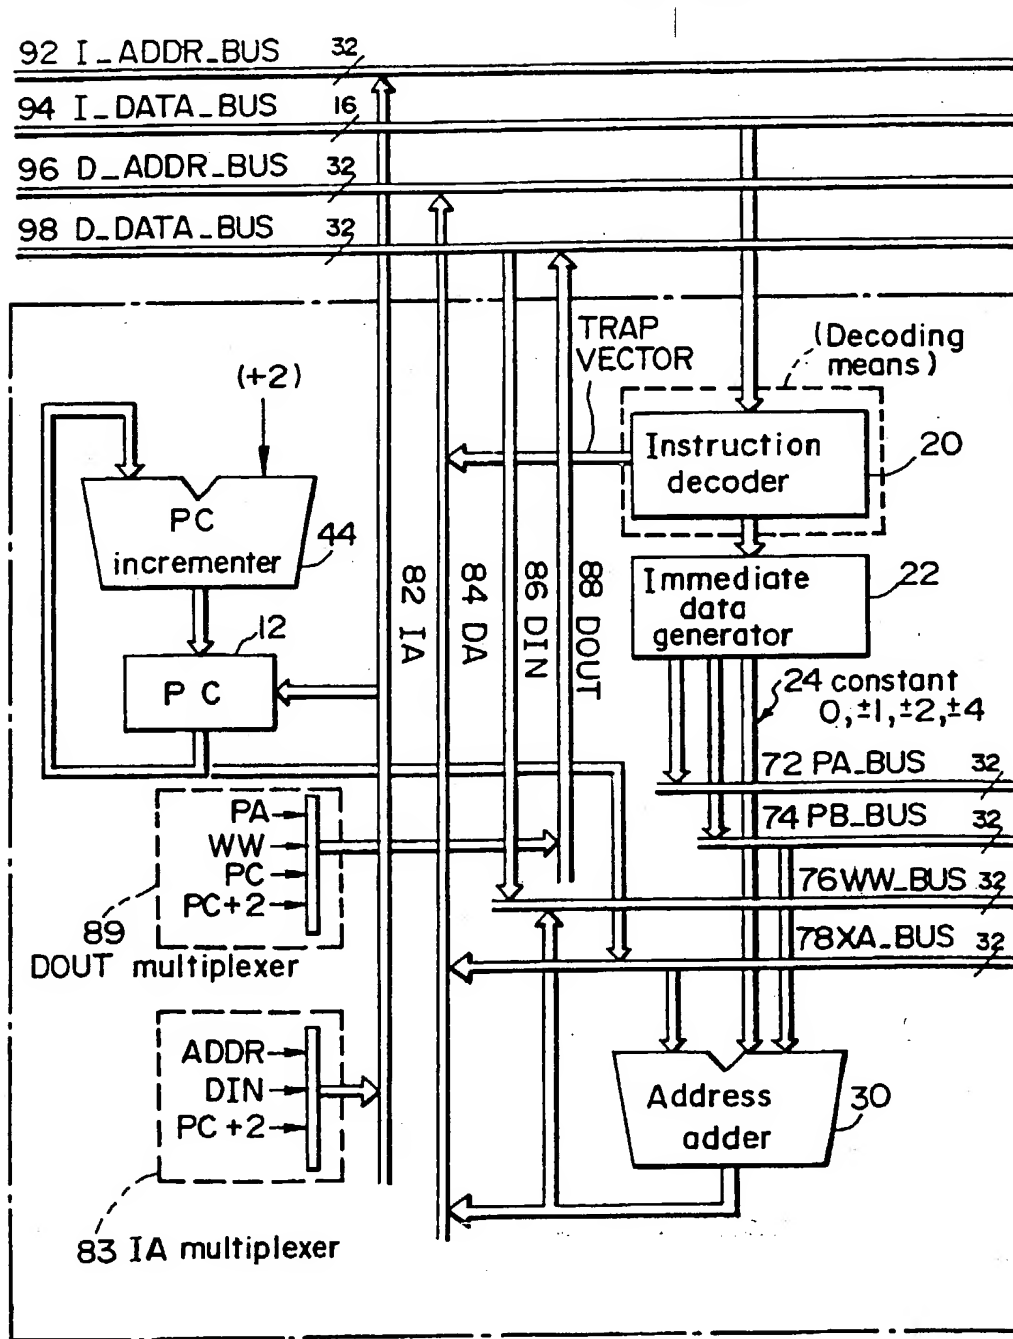 92 I_ADDR_BUS 32
94 I_DATA_BUS 16
96 D_ADDR_BUS 32
98 D_DATA_BUS 32
TRAP
VECTOR
(Decoding
means)
(+2)
Instruction
decoder
20
PC
incrementer
44
Immediate
data
generator
22
82 IA
84 DA
86 DIN
88 DOUT
12
PC
24 constant
0,±1,±2,±4
72 PA_BUS 32
74 PB_BUS 32
76 WW_BUS 32
78 XA_BUS 32
PA
WW
PC
PC+2
89
DOUT multiplexer
ADDR
DIN
PC+2
83 IA multiplexer
Address
adder
30